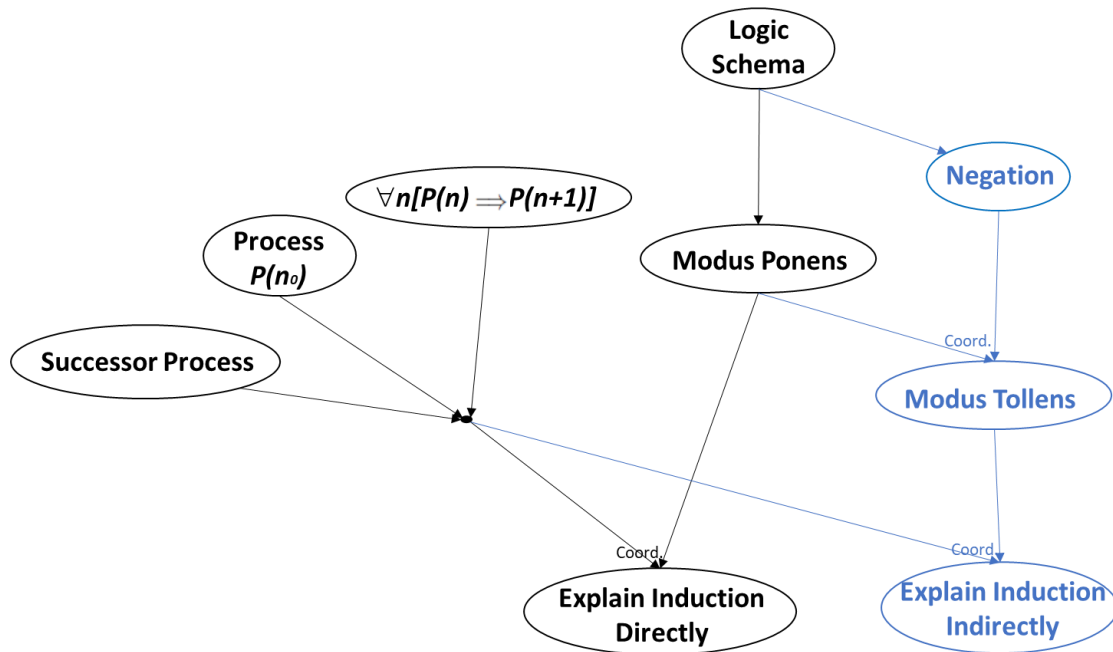 Logic
Schema
Negation
∀n[P(n) ⟹ P(n+1)]
Process
P(n₀)
Modus Ponens
Successor Process
Coord.
Modus Tollens
Coord.
Coord.
Explain Induction
Directly
Explain Induction
Indirectly